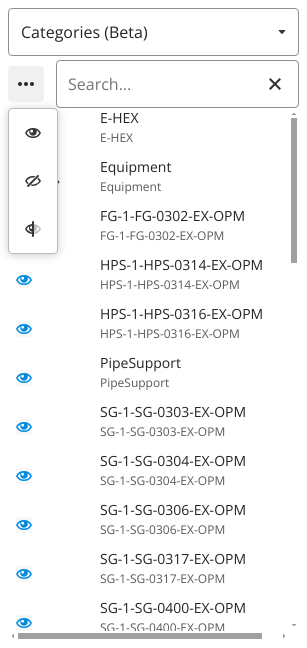 Categories (Beta)
Search...
E-HEX
E-HEX
Equipment
Equipment
FG-1-FG-0302-EX-OPM
FG-1-FG-0302-EX-OPM
HPS-1-HPS-0314-EX-OPM
HPS-1-HPS-0314-EX-OPM
HPS-1-HPS-0316-EX-OPM
HPS-1-HPS-0316-EX-OPM
PipeSupport
PipeSupport
SG-1-SG-0303-EX-OPM
SG-1-SG-0303-EX-OPM
SG-1-SG-0304-EX-OPM
SG-1-SG-0304-EX-OPM
SG-1-SG-0306-EX-OPM
SG-1-SG-0306-EX-OPM
SG-1-SG-0317-EX-OPM
SG-1-SG-0317-EX-OPM
SG-1-SG-0400-EX-OPM
SG-1-SG-0400-EX-OPM